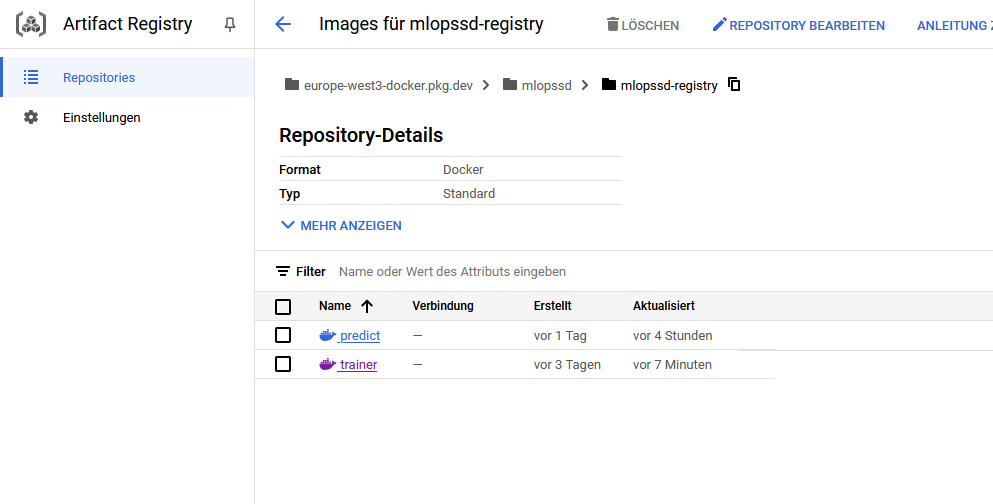 Artifact Registry
Images für mlopssd-registry
LÖSCHEN
REPOSITORY BEARBEITEN
ANLEITUNG
Repositories
Einstellungen
europe-west3-docker.pkg.dev > mlopssd > mlopssd-registry
Repository-Details
Format Docker
Typ Standard
MEHR ANZEIGEN
Filter Name oder Wert des Attributs eingeben
Name Verbindung Erstellt Aktualisiert
predict — vor 1 Tag vor 4 Stunden
trainer — vor 3 Tagen vor 7 Minuten